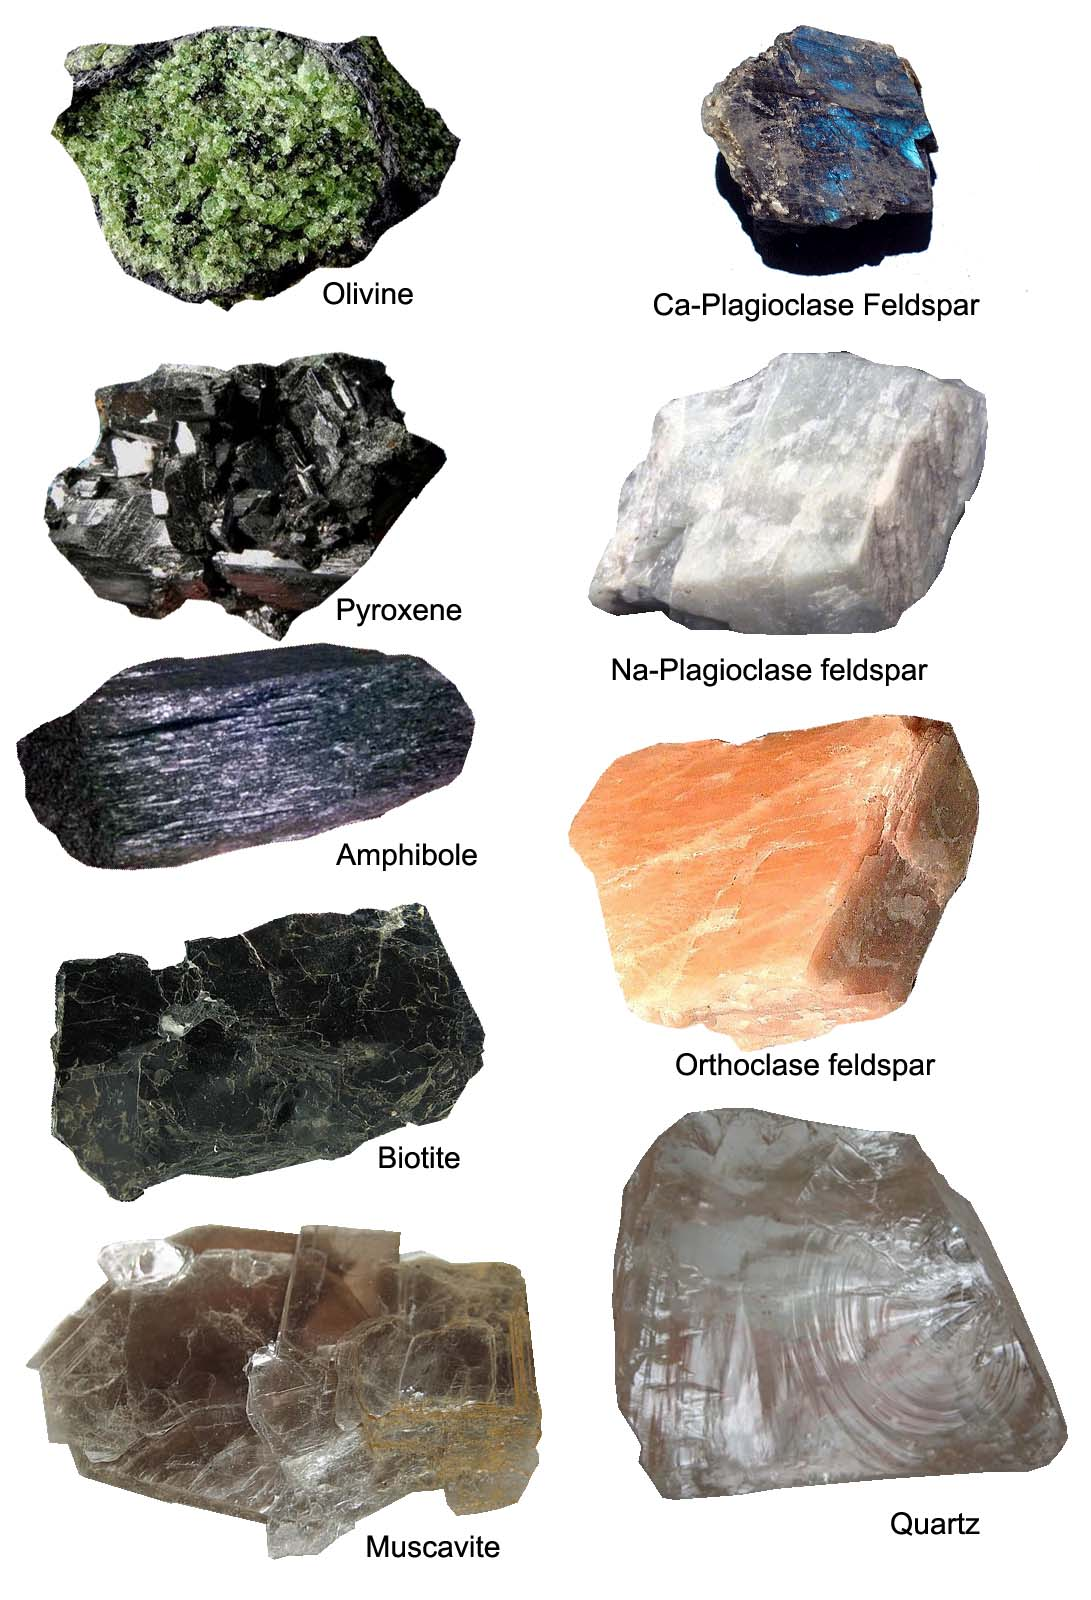 Olivine
Ca-Plagioclase Feldspar
Pyroxene
Na-Plagioclase feldspar
Amphibole
Orthoclase feldspar
Biotite
Quartz
Muscavite